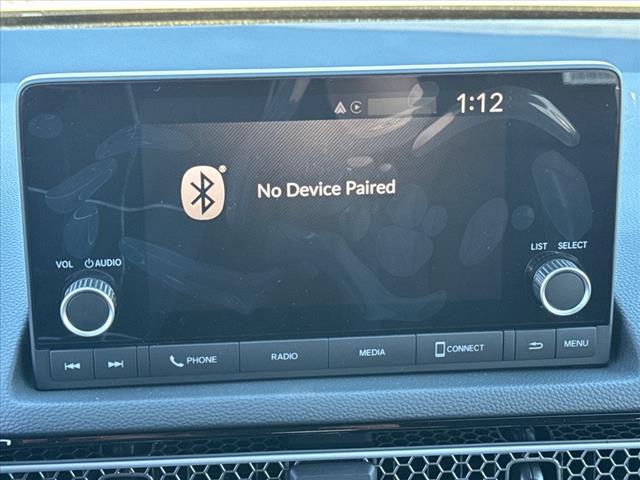 1:12
®
No Device Paired
VOL AUDIO
LIST SELECT
PHONE RADIO MEDIA CONNECT MENU